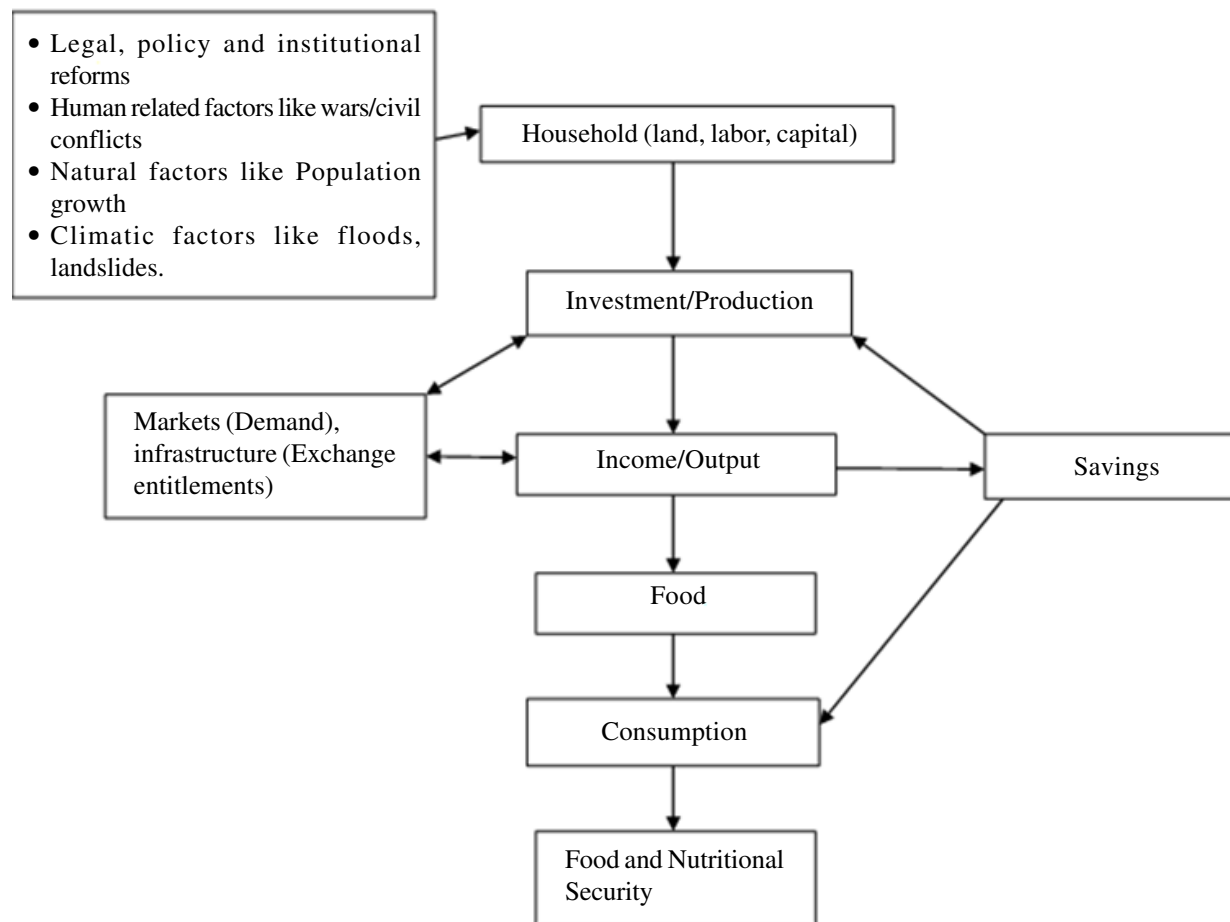 • Legal, policy and institutional
reforms
• Human related factors like wars/civil
conflicts
• Natural factors like Population
growth
• Climatic factors like floods,
landslides.
Household (land, labor, capital)
Investment/Production
Markets (Demand),
infrastructure (Exchange
entitlements)
Income/Output
Savings
Food
Consumption
Food and Nutritional
Security